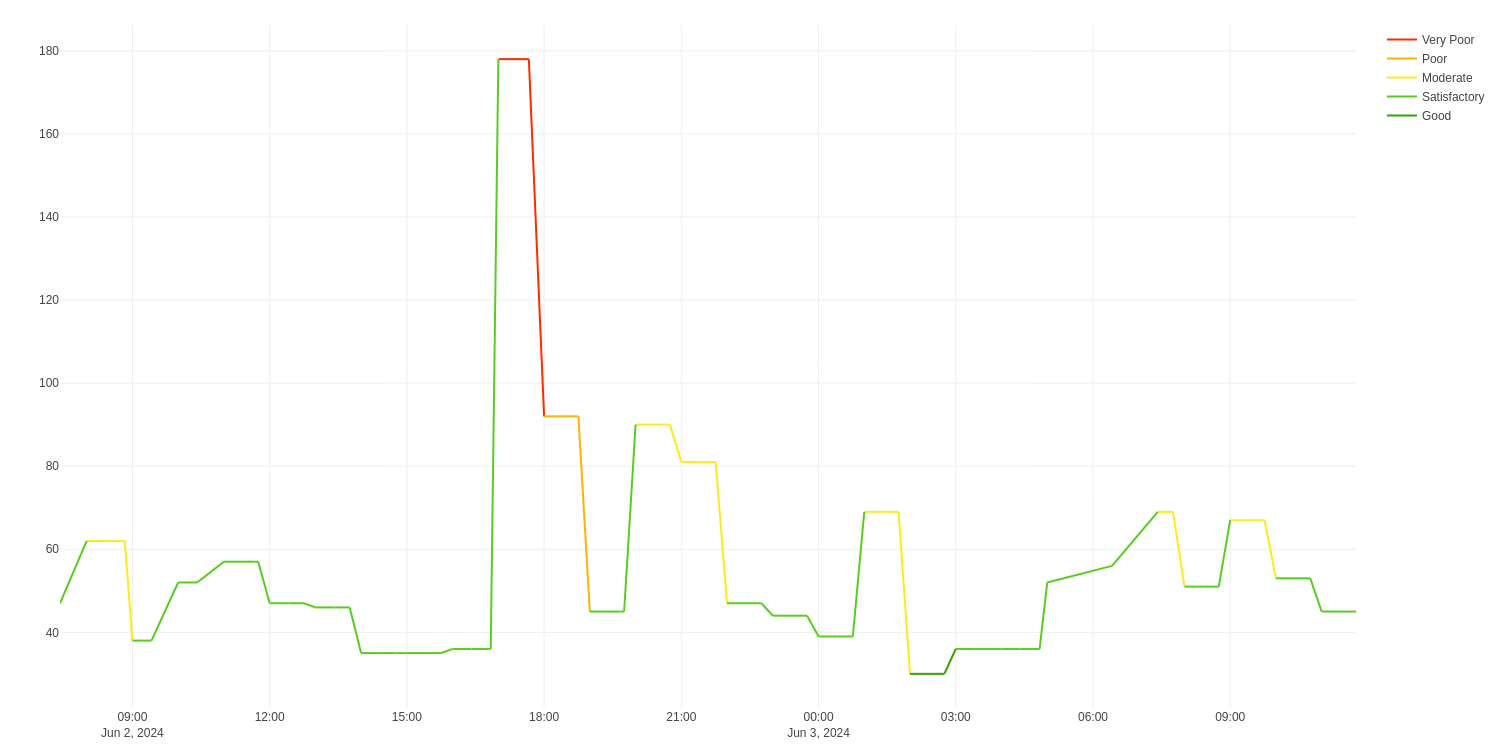 180
160
140
120
100
80
60
40
09:00
12:00
15:00
18:00
21:00
00:00
03:00
06:00
09:00
Jun 2, 2024
Jun 3, 2024
Very Poor
Poor
Moderate
Satisfactory
Good